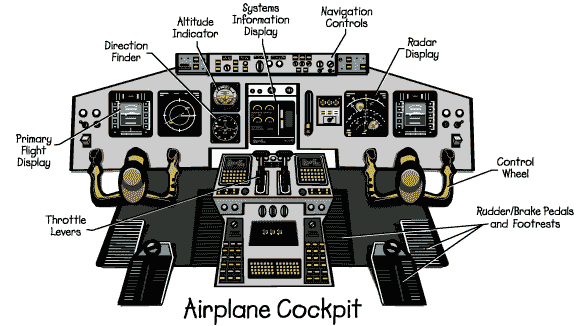 Systems
Information
Display
Altitude
Indicator
Navigation
Controls
Direction
Finder
Radar
Display
Primary
Flight
Display
Control
Wheel
Throttle
Levers
Rudder/Brake Pedals
and Footrests
Airplane Cockpit